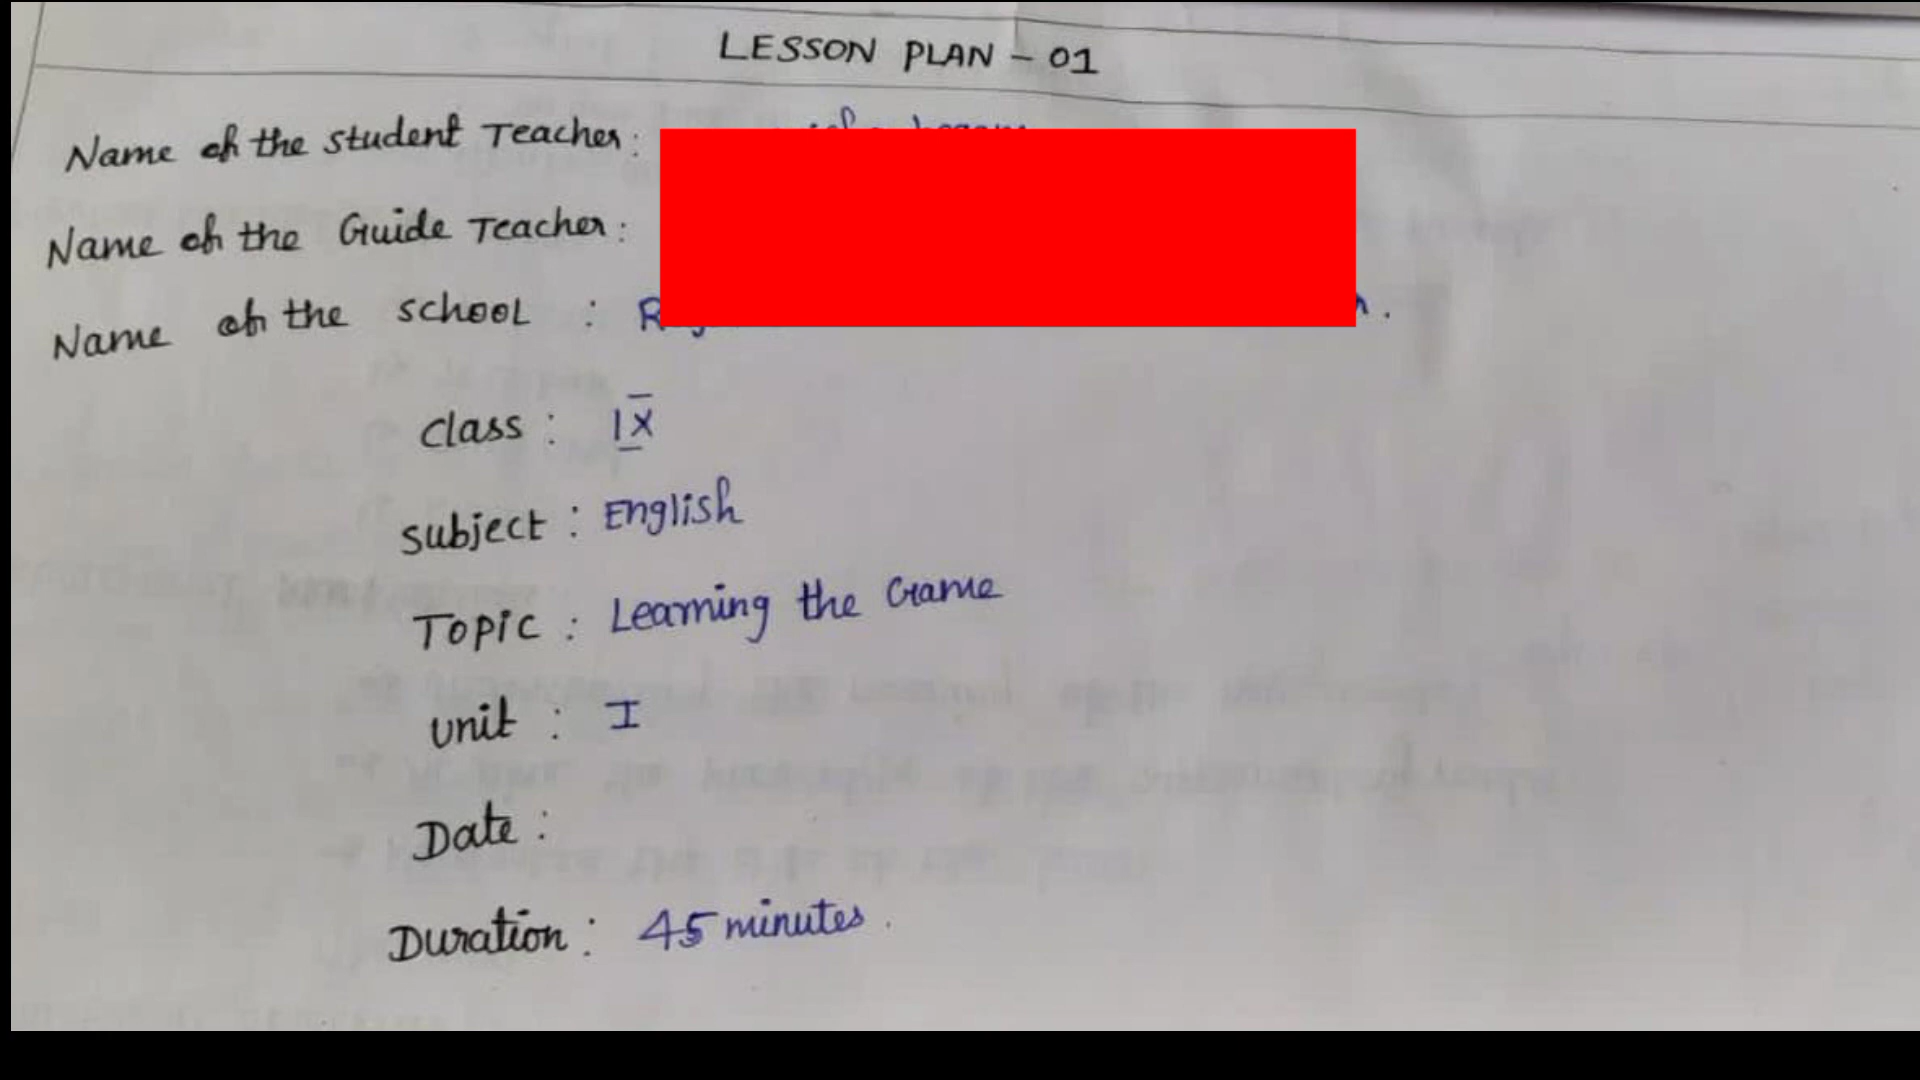 LESSON PLAN - 01
Name of the Student Teacher:
Name of the Guide Teacher:
Name of the school :
class : IX
subject : English
Topic : Learning the Game
unit : I
Date :
Duration : 45 minutes.